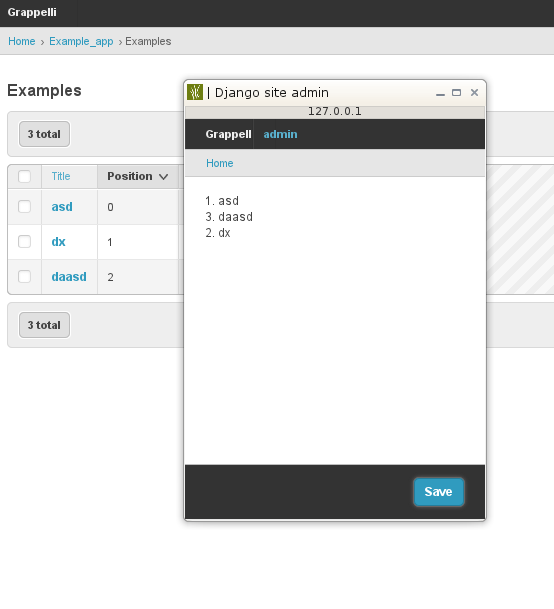 Grappelli
Home › Example_app › Examples
Examples
3 total
Title Position
asd 0
dx 1
daasd 2
3 total
| Django site admin
127.0.0.1
Grappell admin
Home
1. asd
3. daasd
2. dx
Save